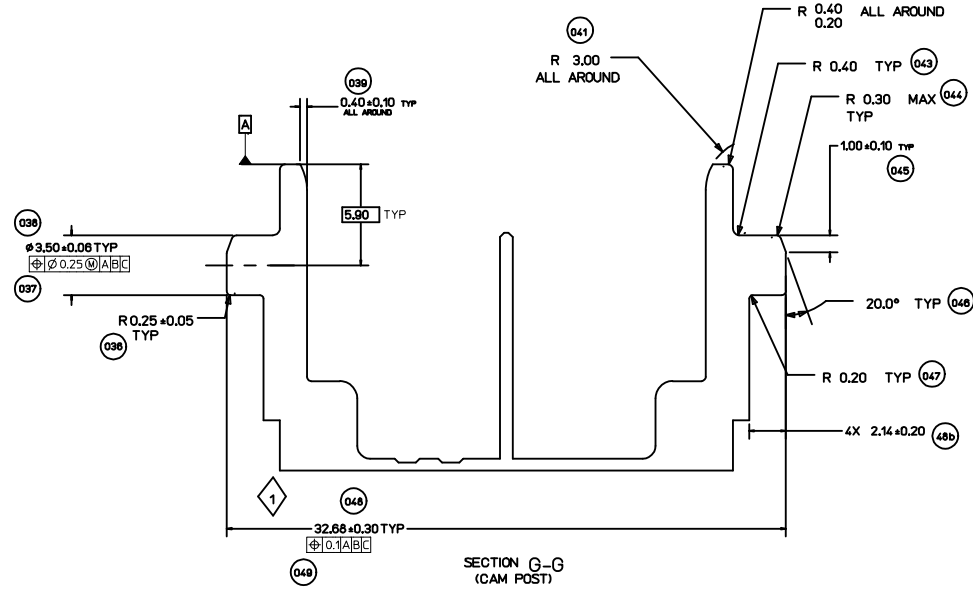 R 0.40 ALL AROUND
0.20
041
R 3.00
ALL AROUND
R 0.40 TYP 043
R 0.30 MAX 044
TYP
039
0.40±0.10 TYP
ALL AROUND
1.00±0.10 TYP
045
A
5.90 TYP
038
Ø3.50±0.06 TYP
⌖ Ø 0.25 Ⓜ A B C
037
R 0.25±0.05
TYP
036
20.0° TYP 046
R 0.20 TYP 047
4X 2.14±0.20 48b
1
048
32.68±0.30 TYP
⌖ 0.1 A B C
049
SECTION G-G
(CAM POST)